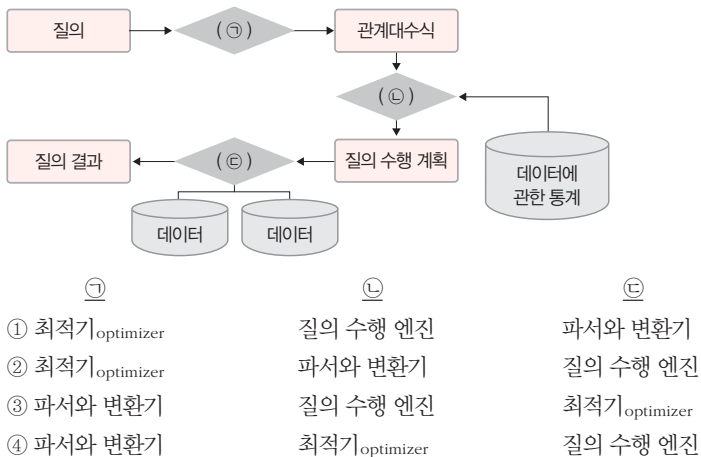 질의 ( ㉠ ) 관계대수식
( ㉡ )
질의 결과 ( ㉢ ) 질의 수행 계획
데이터에
관한 통계
데이터 데이터
㉠ ㉡ ㉢
① 최적기optimizer 질의 수행 엔진 파서와 변환기
② 최적기optimizer 파서와 변환기 질의 수행 엔진
③ 파서와 변환기 질의 수행 엔진 최적기optimizer
④ 파서와 변환기 최적기optimizer 질의 수행 엔진